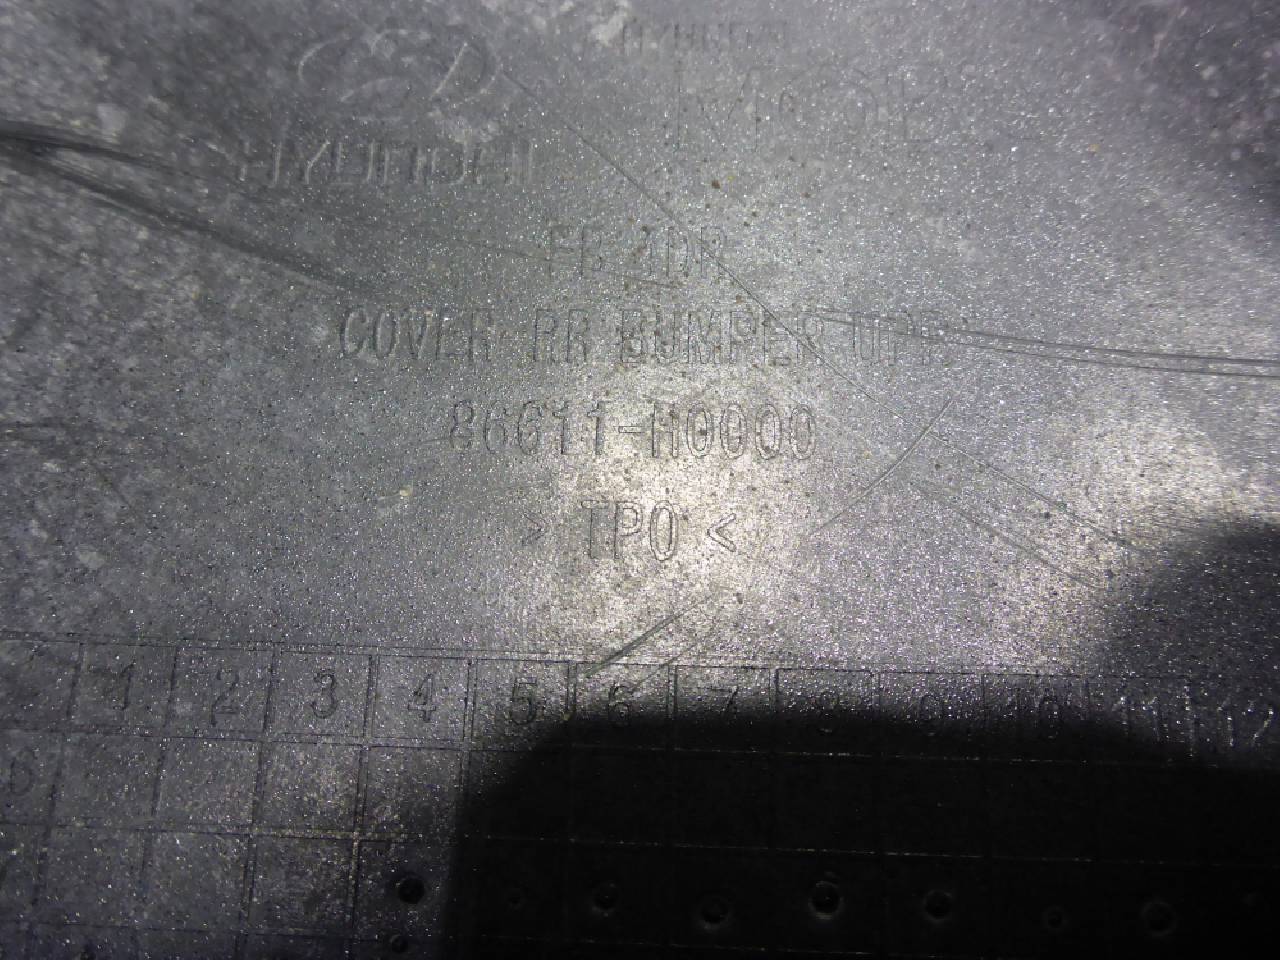 HYUNDAI
MOBIS
HYUNDAI
FB 4DR
COVER RR BUMPER UPR
86611-H0000
> TPO <
1 2 3 4 5 6 7 8 9 10 11 12
0